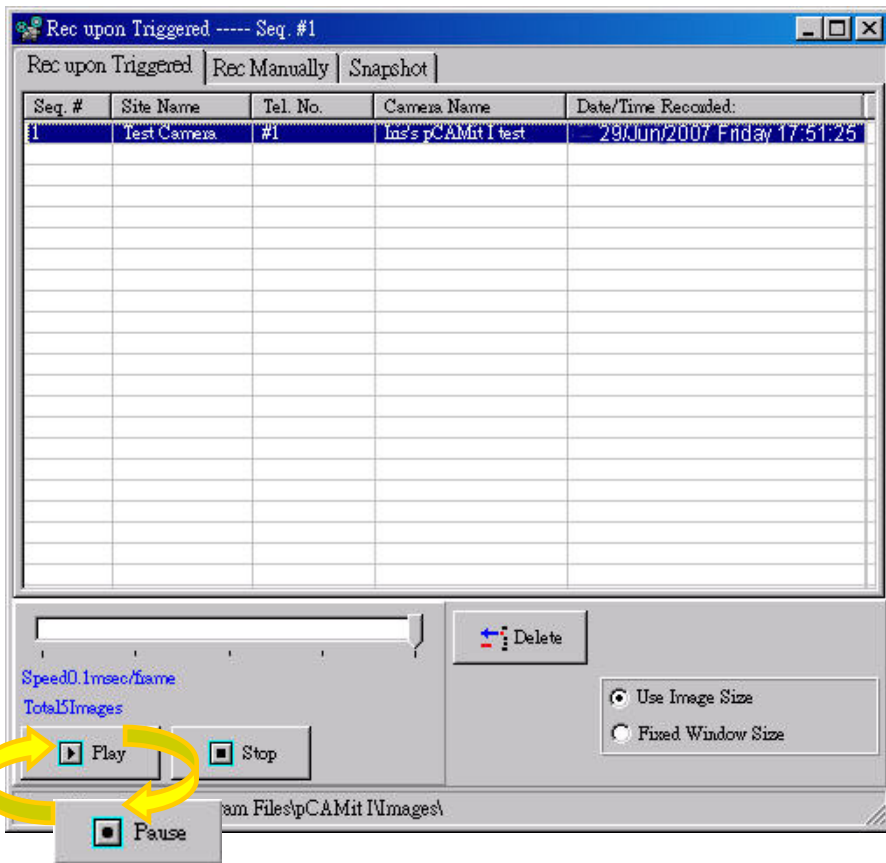 Rec upon Triggered ----- Seq. #1
Rec upon Triggered Rec Manually Snapshot
Seq. # Site Name Tel. No. Camera Name Date/Time Recorded:
1 Test Camera #1 Iris's pCAMit I test 29/Jun/2007 Friday 17:51:25
Delete
Speed0.1msec/frame
Total5Images
Use Image Size
Fixed Window Size
Play Stop
am Files\pCAMit I\Images\
Pause